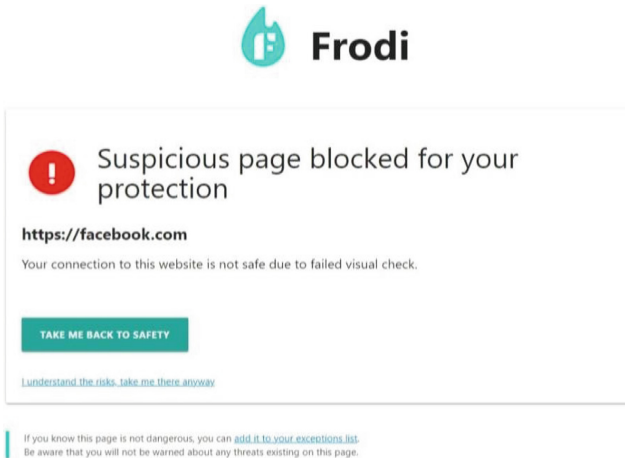 Frodi
Suspicious page blocked for your
protection
https://facebook.com
Your connection to this website is not safe due to failed visual check.
TAKE ME BACK TO SAFETY
I understand the risks, take me there anyway
If you know this page is not dangerous, you can add it to your exceptions list.
Be aware that you will not be warned about any threats existing on this page.